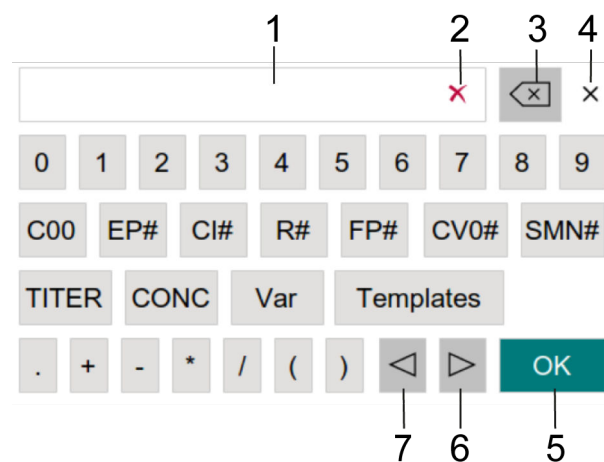 1 2 3 4
0 1 2 3 4 5 6 7 8 9
C00 EP# CI# R# FP# CV0# SMN#
TITER CONC Var Templates
. + - * / ( ) OK
7 6 5